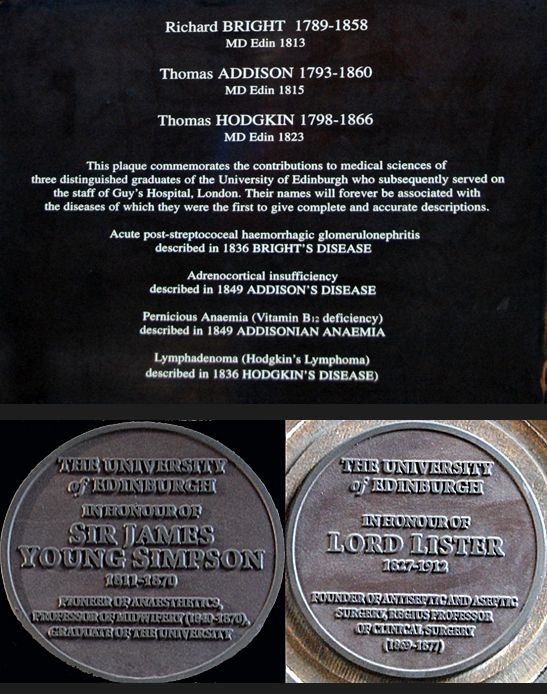 Richard BRIGHT 1789-1858
MD Edin 1813
Thomas ADDISON 1793-1860
MD Edin 1815
Thomas HODGKIN 1798-1866
MD Edin 1823
This plaque commemorates the contributions to medical sciences of
three distinguished graduates of the University of Edinburgh who subsequently served on
the staff of Guy's Hospital, London. Their names will forever be associated with
the diseases of which they were the first to give complete and accurate descriptions.
Acute post-streptococeal haemorrhagic glomerulonephritis
described in 1836 BRIGHT'S DISEASE
Adrenocortical insufficiency
described in 1849 ADDISON'S DISEASE
Pernicious Anaemia (Vitamin B12 deficiency)
described in 1849 ADDISONIAN ANAEMIA
Lymphadenoma (Hodgkin's Lymphoma)
described in 1836 HODGKIN'S DISEASE)
THE UNIVERSITY
of EDINBURGH
IN HONOUR OF
SIR JAMES
YOUNG SIMPSON
1811-1870
PIONEER OF ANAESTHETICS,
PROFESSOR OF MIDWIFERY (1840-1870),
GRADUATE OF THE UNIVERSITY
THE UNIVERSITY
of EDINBURGH
IN HONOUR OF
LORD LISTER
1827-1912
FOUNDER OF ANTISEPTIC AND ASEPTIC
SURGERY, REGIUS PROFESSOR
OF CLINICAL SURGERY
(1869-1877)